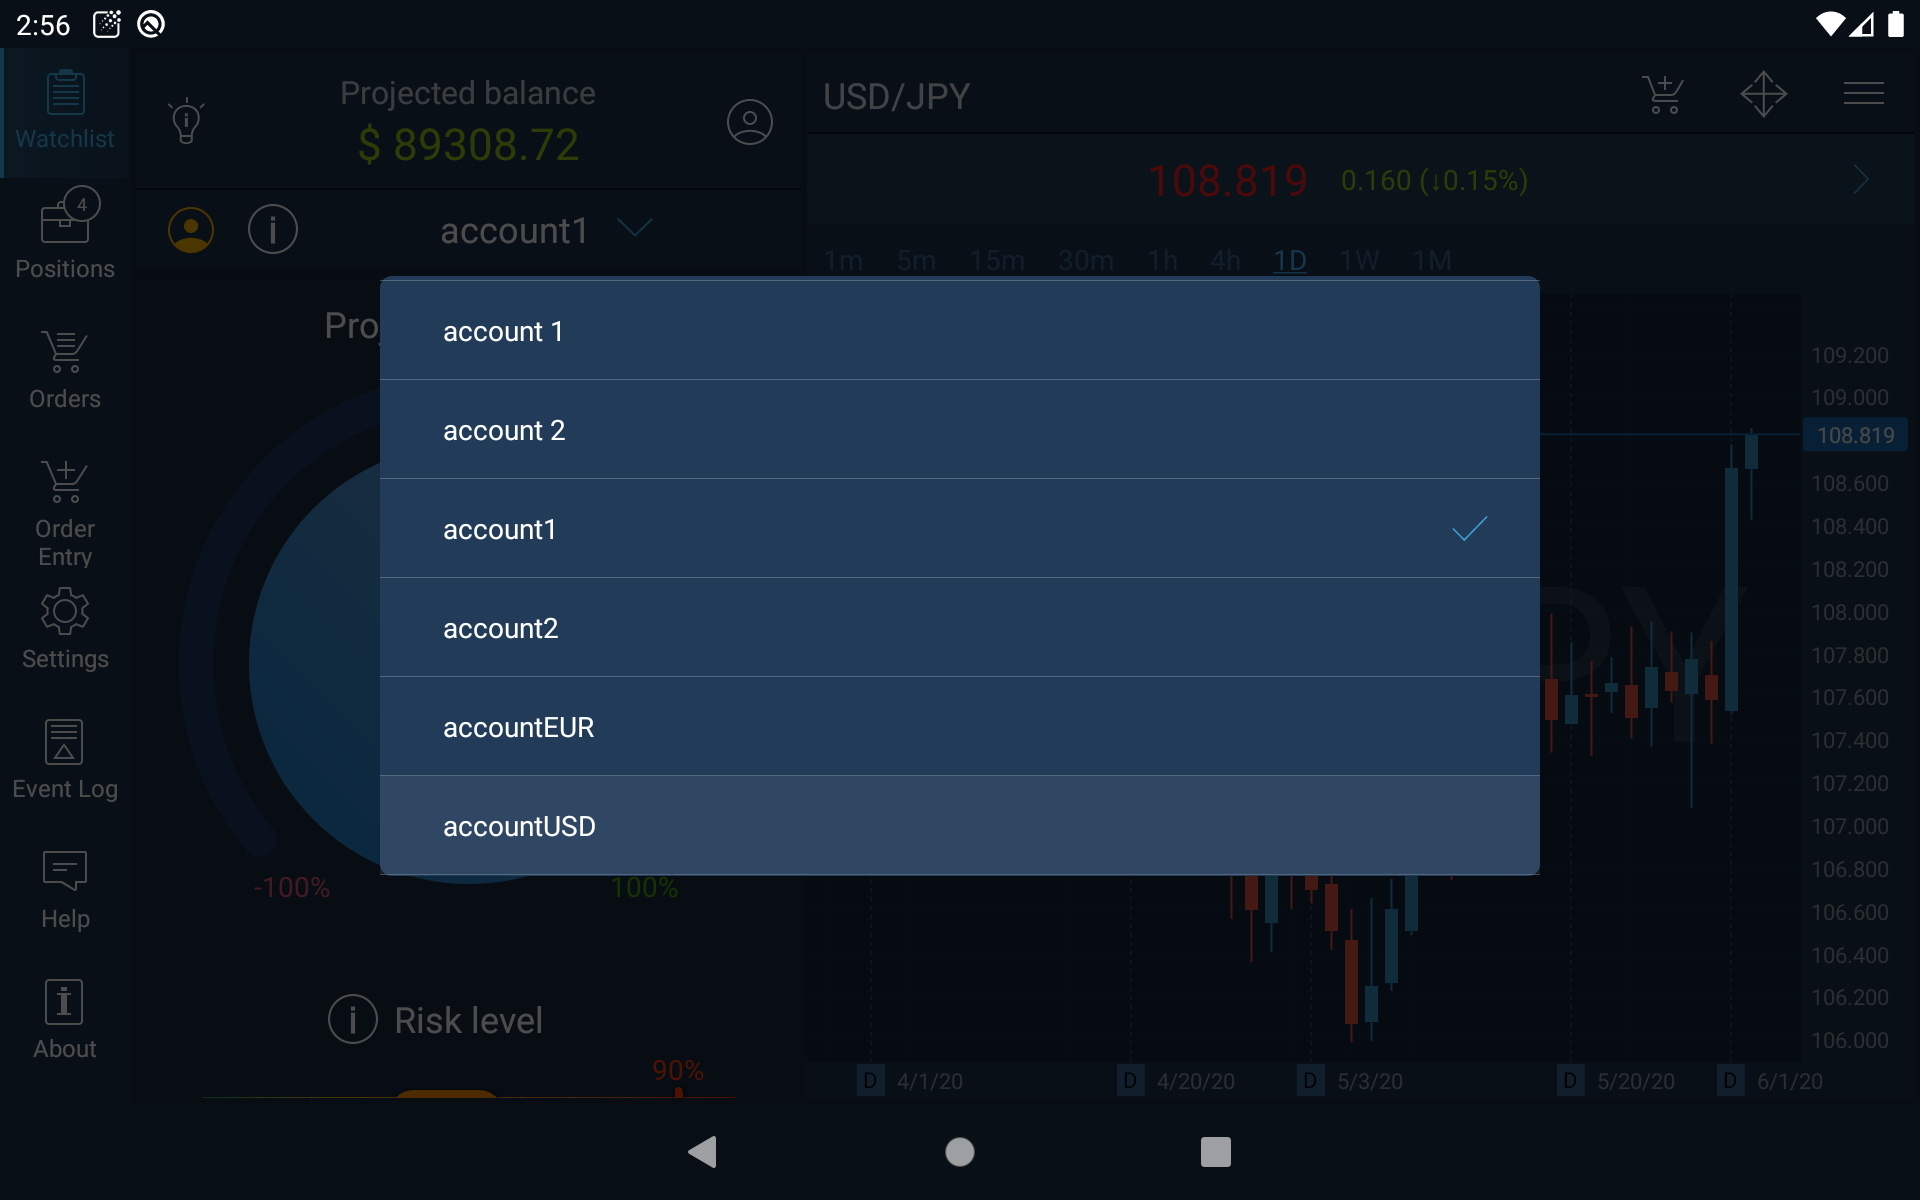 2:56
Watchlist
4
Positions
Orders
Order
Entry
Settings
Event Log
Help
About
Projected balance
$ 89308.72
account1
USD/JPY
108.819
0.160 (↓0.15%)
1m 5m 15m 30m 1h 4h 1D 1W 1M
account 1
account 2
account1
account2
accountEUR
accountUSD
-100%
100%
Risk level
90%
109.200
109.000
108.819
108.600
108.400
108.200
108.000
107.800
107.600
107.400
107.200
107.000
106.800
106.600
106.400
106.200
106.000
D 4/1/20 D 4/20/20 D 5/3/20 D 5/20/20 D 6/1/20